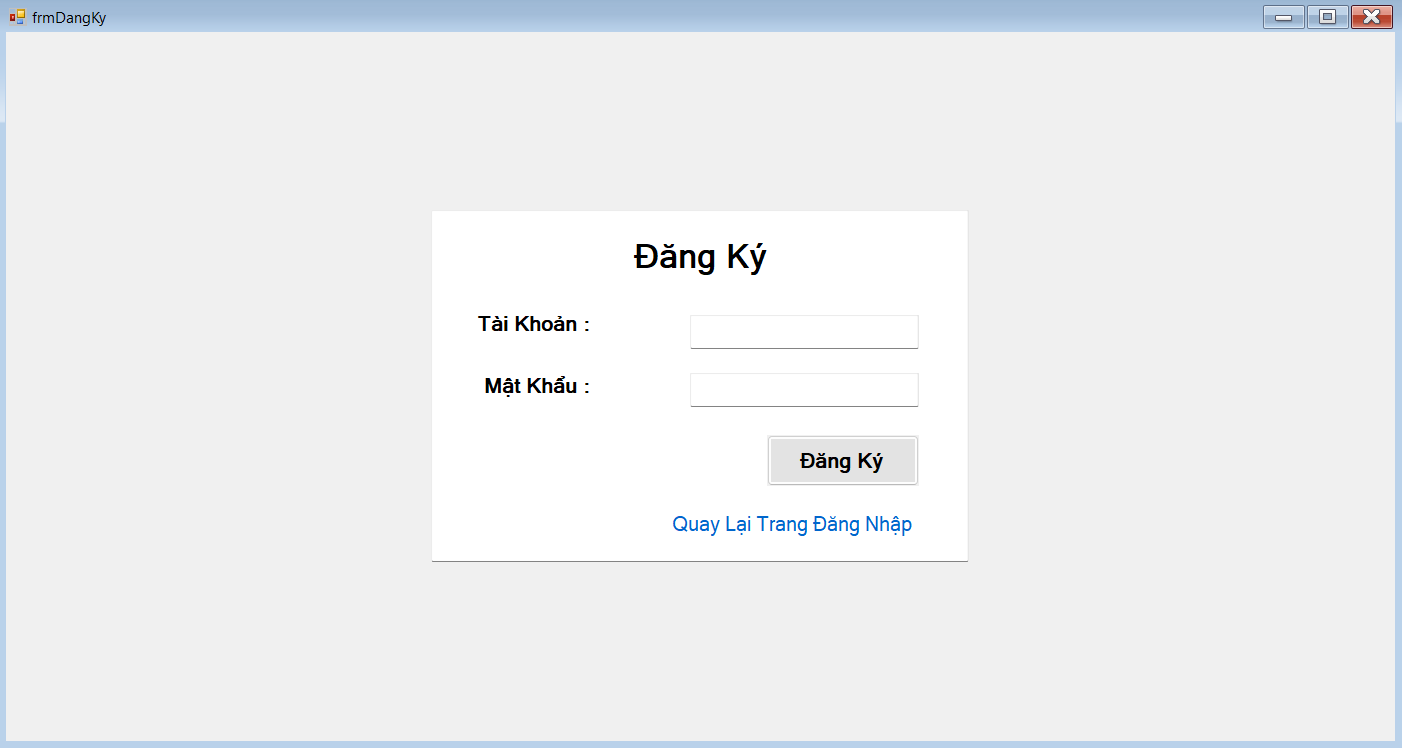 frmDangKy
Đăng Ký
Tài Khoản :
Mật Khẩu :
Đăng Ký
Quay Lại Trang Đăng Nhập